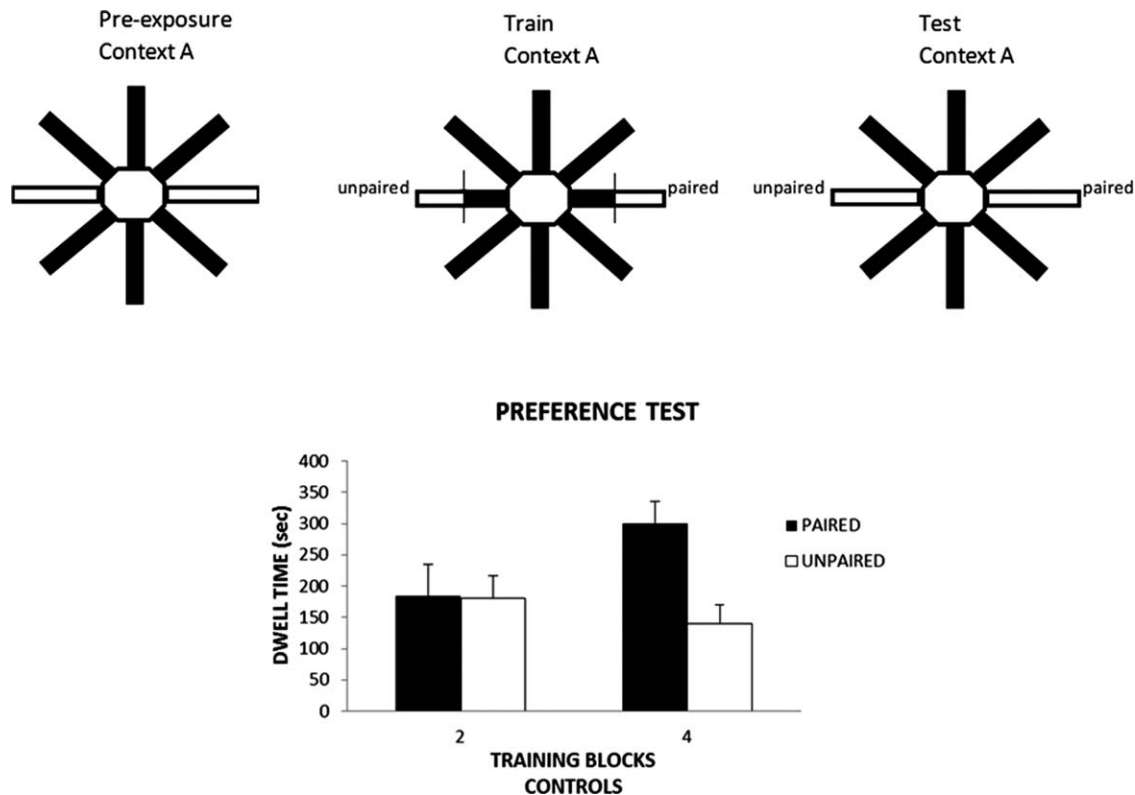 Pre-exposure
Context A
Train
Context A
Test
Context A
unpaired
paired
unpaired
paired
PREFERENCE TEST
DWELL TIME (sec)
400
350
300
250
200
150
100
50
0
PAIRED
UNPAIRED
2
4
TRAINING BLOCKS
CONTROLS